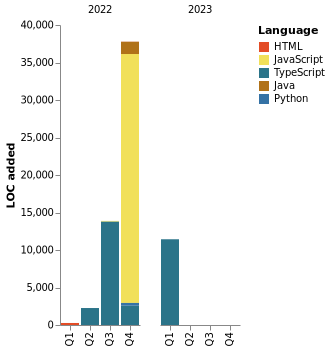 2022 2023
Language
HTML
JavaScript
TypeScript
Java
Python
LOC added
40,000
35,000
30,000
25,000
20,000
15,000
10,000
5,000
0
Q1 Q2 Q3 Q4 Q1 Q2 Q3 Q4